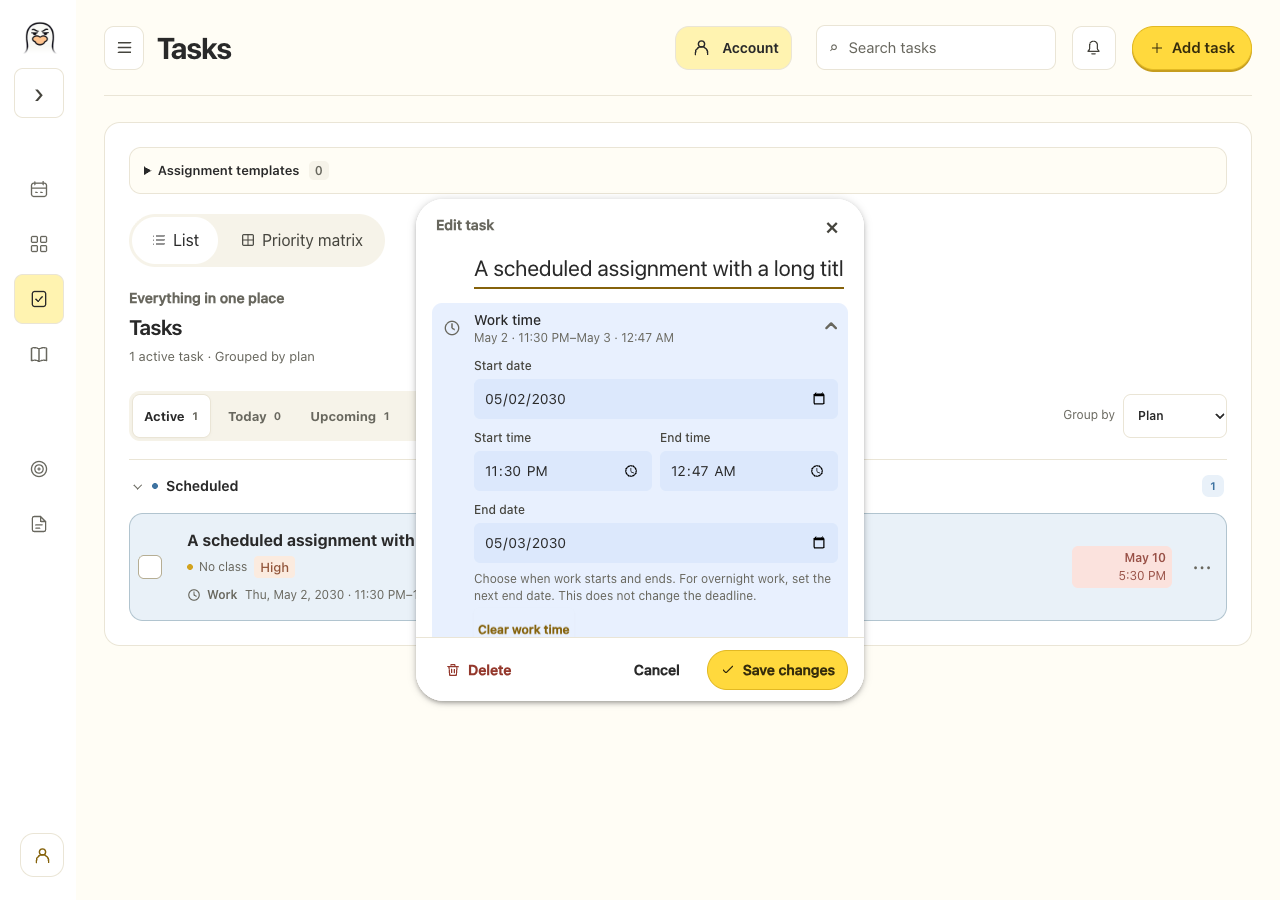 Tasks
Account
Search tasks
Add task
Assignment templates 0
List
Priority matrix
Everything in one place
Tasks
1 active task · Grouped by plan
Active 1
Today 0
Upcoming 1
Group by
Plan
Scheduled
1
A scheduled assignment with
No class
High
Work Thu, May 2, 2030 · 11:30 PM–
May 10
5:30 PM
Edit task
A scheduled assignment with a long titl
Work time
May 2 · 11:30 PM–May 3 · 12:47 AM
Start date
05/02/2030
Start time
End time
11:30 PM
12:47 AM
End date
05/03/2030
Choose when work starts and ends. For overnight work, set the
next end date. This does not change the deadline.
Clear work time
Delete
Cancel
Save changes